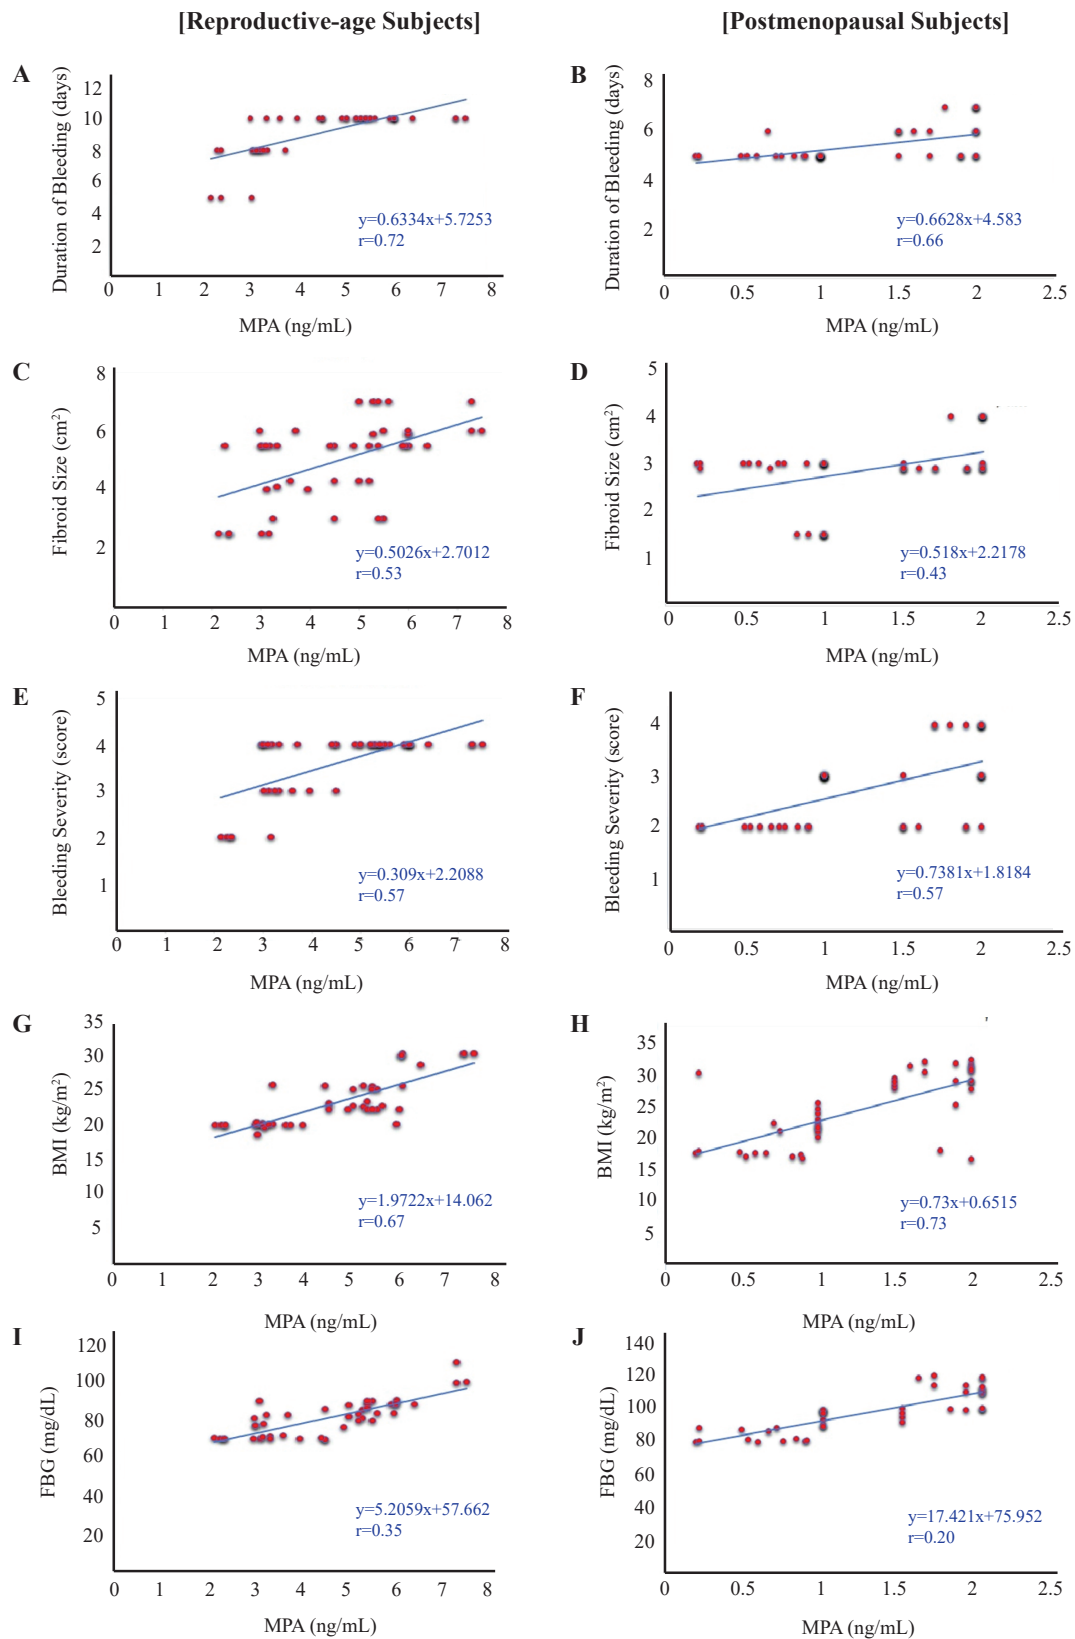 [Reproductive-age Subjects]
[Postmenopausal Subjects]
A
Duration of Bleeding (days)
12
10
8
6
4
2
y=0.6334x+5.7253
r=0.72
0 1 2 3 4 5 6 7 8
MPA (ng/mL)
B
Duration of Bleeding (days)
8
6
4
2
y=0.6628x+4.583
r=0.66
0 0.5 1 1.5 2 2.5
MPA (ng/mL)
C
Fibroid Size (cm²)
8
6
4
2
y=0.5026x+2.7012
r=0.53
0 1 2 3 4 5 6 7 8
MPA (ng/mL)
D
Fibroid Size (cm²)
5
4
3
2
1
y=0.518x+2.2178
r=0.43
0 0.5 1 1.5 2 2.5
MPA (ng/mL)
E
Bleeding Severity (score)
5
4
3
2
1
y=0.309x+2.2088
r=0.57
0 1 2 3 4 5 6 7 8
MPA (ng/mL)
F
Bleeding Severity (score)
4
3
2
1
y=0.7381x+1.8184
r=0.57
0 0.5 1 1.5 2 2.5
MPA (ng/mL)
G
BMI (kg/m²)
35
30
25
20
15
10
5
y=1.9722x+14.062
r=0.67
0 1 2 3 4 5 6 7 8
MPA (ng/mL)
H
BMI (kg/m²)
35
30
25
20
15
10
5
y=0.73x+0.6515
r=0.73
0 0.5 1 1.5 2 2.5
MPA (ng/mL)
I
FBG (mg/dL)
120
100
80
60
40
20
y=5.2059x+57.662
r=0.35
0 1 2 3 4 5 6 7 8
MPA (ng/mL)
J
FBG (mg/dL)
140
120
100
80
60
40
20
y=17.421x+75.952
r=0.20
0 0.5 1 1.5 2 2.5
MPA (ng/mL)